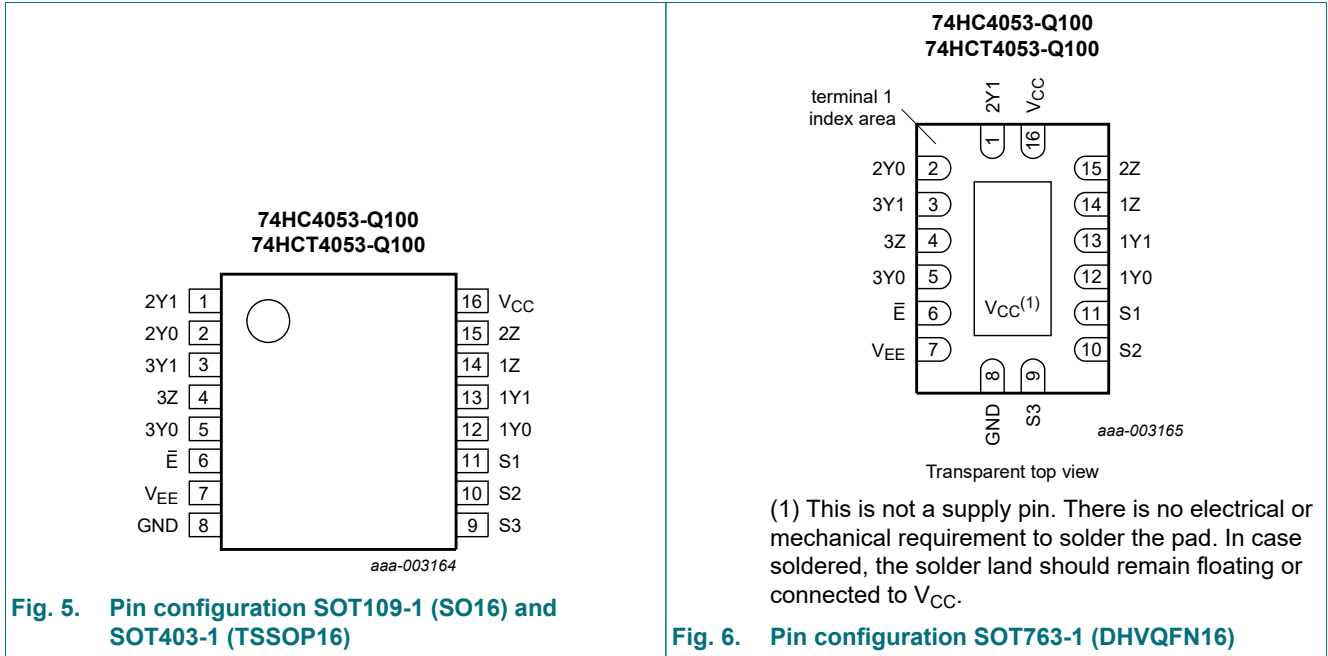 74HC4053-Q100
74HCT4053-Q100
2Y1 1
2Y0 2
3Y1 3
3Z 4
3Y0 5
E̅ 6
VEE 7
GND 8
16 VCC
15 2Z
14 1Z
13 1Y1
12 1Y0
11 S1
10 S2
9 S3
aaa-003164
Fig. 5. Pin configuration SOT109-1 (SO16) and
SOT403-1 (TSSOP16)
74HC4053-Q100
74HCT4053-Q100
terminal 1
index area
2Y1
VCC
1
16
2Y0 2
3Y1 3
3Z 4
3Y0 5
E̅ 6
VEE 7
15 2Z
14 1Z
13 1Y1
12 1Y0
11 S1
10 S2
VCC(1)
8
9
GND
S3
aaa-003165
Transparent top view
(1) This is not a supply pin. There is no electrical or
mechanical requirement to solder the pad. In case
soldered, the solder land should remain floating or
connected to VCC.
Fig. 6. Pin configuration SOT763-1 (DHVQFN16)